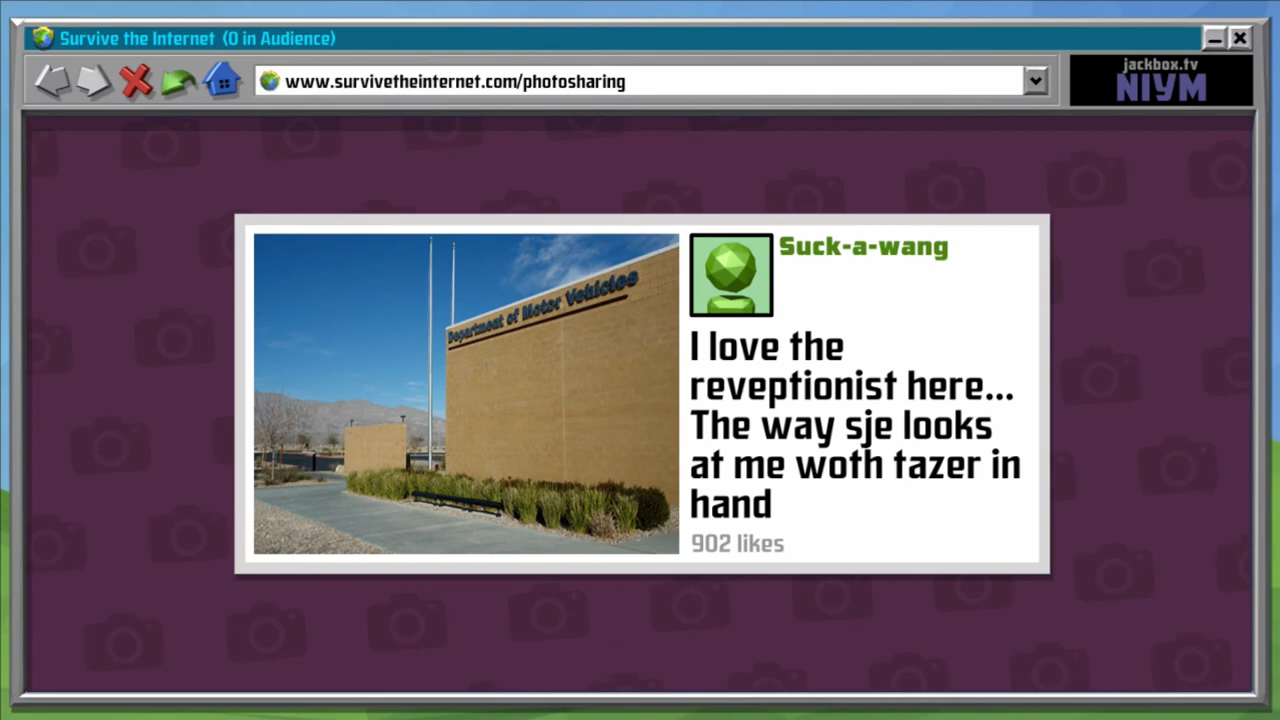 Survive the Internet (0 in Audience)
www.survivetheinternet.com/photosharing
jackbox.tv
NIYM
Department of Motor Vehicles
Suck-a-wang
I love the
reveptionist here...
The way sje looks
at me woth tazer in
hand
902 likes